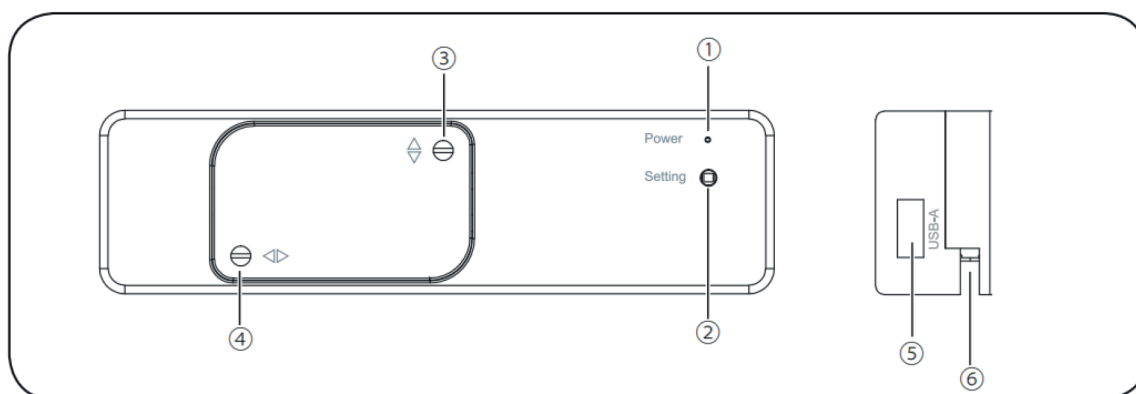 ③
①
Power
Setting
USB-A
④
②
⑤
⑥